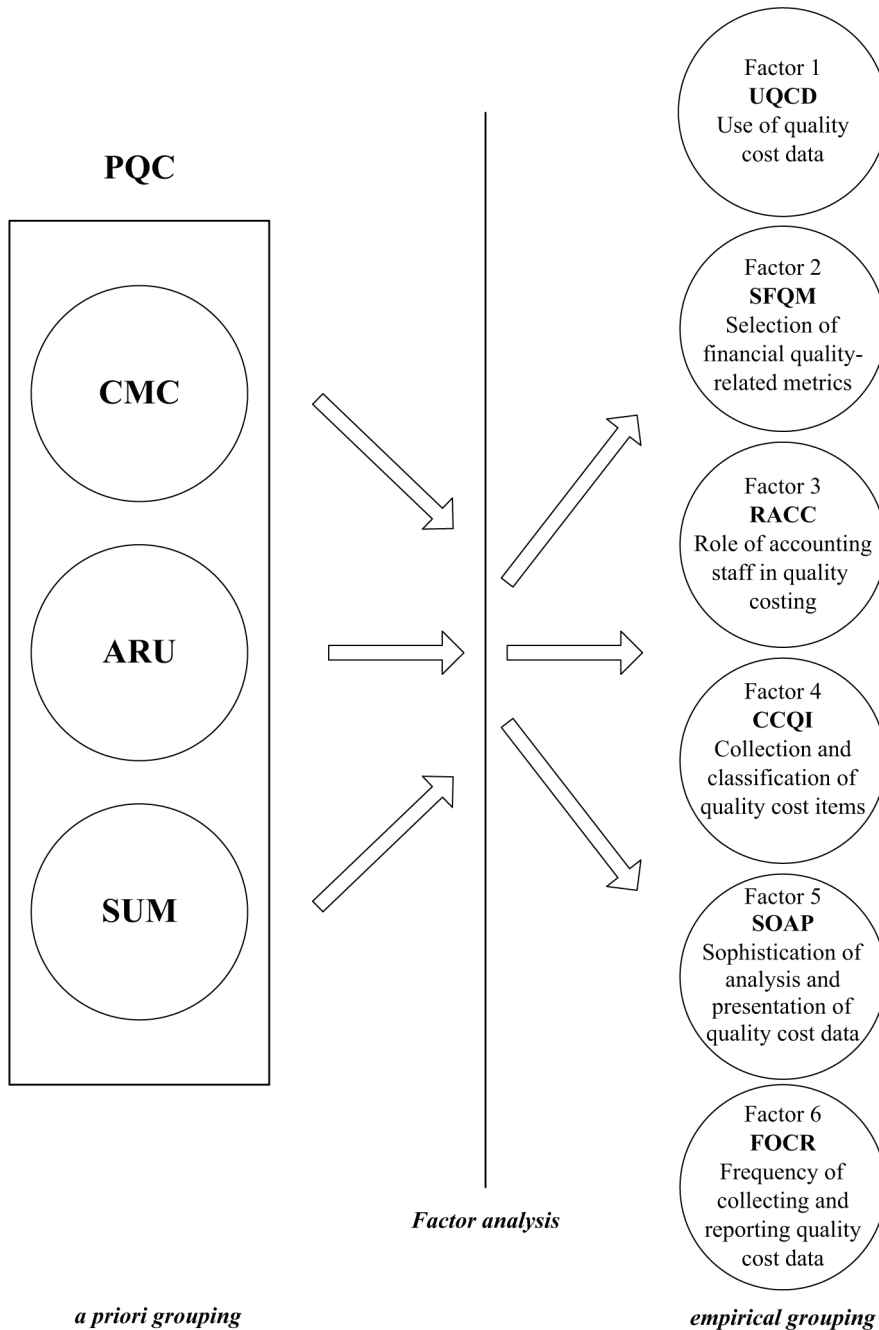 PQC
CMC
ARU
SUM
a priori grouping
Factor analysis
Factor 1
UQCD
Use of quality
cost data
Factor 2
SFQM
Selection of
financial quality-
related metrics
Factor 3
RACC
Role of accounting
staff in quality
costing
Factor 4
CCQI
Collection and
classification of
quality cost items
Factor 5
SOAP
Sophistication of
analysis and
presentation of
quality cost data
Factor 6
FOCR
Frequency of
collecting and
reporting quality
cost data
empirical grouping